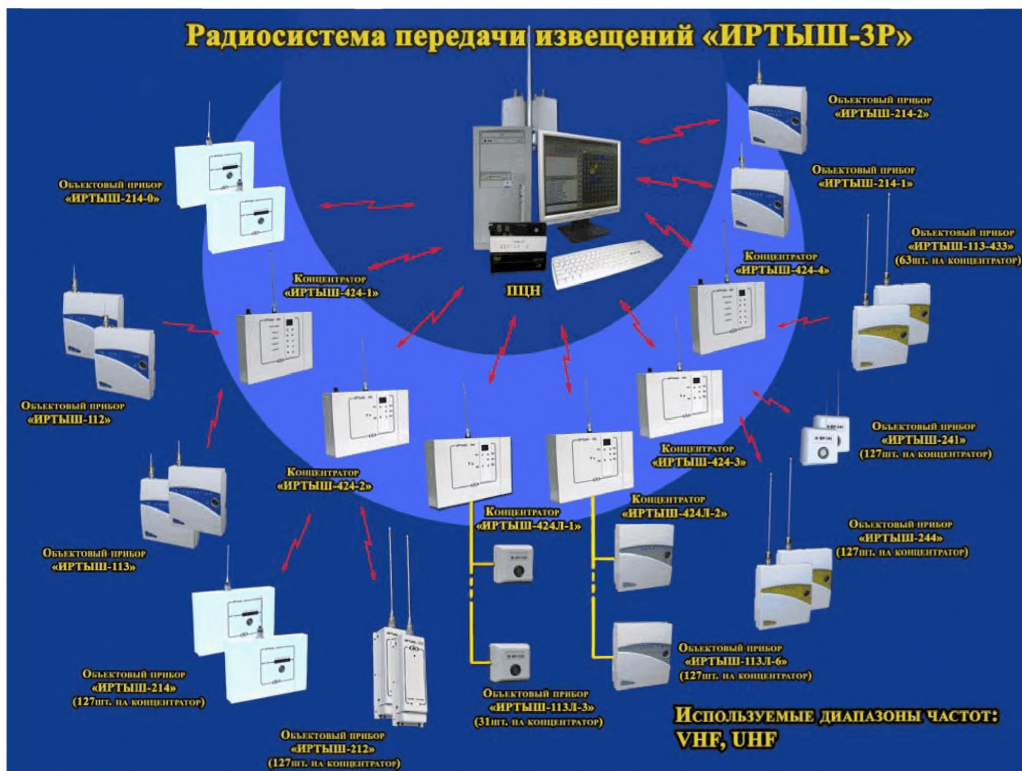 Радиосистема передачи извещений «ИРТЫШ-3Р»
Объектовый прибор
«ИРТЫШ-214-2»
Объектовый прибор
«ИРТЫШ-214-0»
Объектовый прибор
«ИРТЫШ-214-1»
Объектовый прибор
«ИРТЫШ-113-433»
(63шт. на концентратор)
Концентратор
«ИРТЫШ-424-1»
ПЦН
Концентратор
«ИРТЫШ-424-4»
Объектовый прибор
«ИРТЫШ-112»
Объектовый прибор
«ИРТЫШ-241»
(127шт. на концентратор)
Концентратор
«ИРТЫШ-424-2»
Концентратор
«ИРТЫШ-424-3»
Концентратор
«ИРТЫШ-424Л-1»
Концентратор
«ИРТЫШ-424Л-2»
Объектовый прибор
«ИРТЫШ-244»
(127шт. на концентратор)
Объектовый прибор
«ИРТЫШ-113»
Объектовый прибор
«ИРТЫШ-214»
(127шт. на концентратор)
Объектовый прибор
«ИРТЫШ-212»
(127шт. на концентратор)
Объектовый прибор
«ИРТЫШ-113Л-3»
(31шт. на концентратор)
Объектовый прибор
«ИРТЫШ-113Л-6»
(127шт. на концентратор)
Используемые диапазоны частот:
VHF, UHF